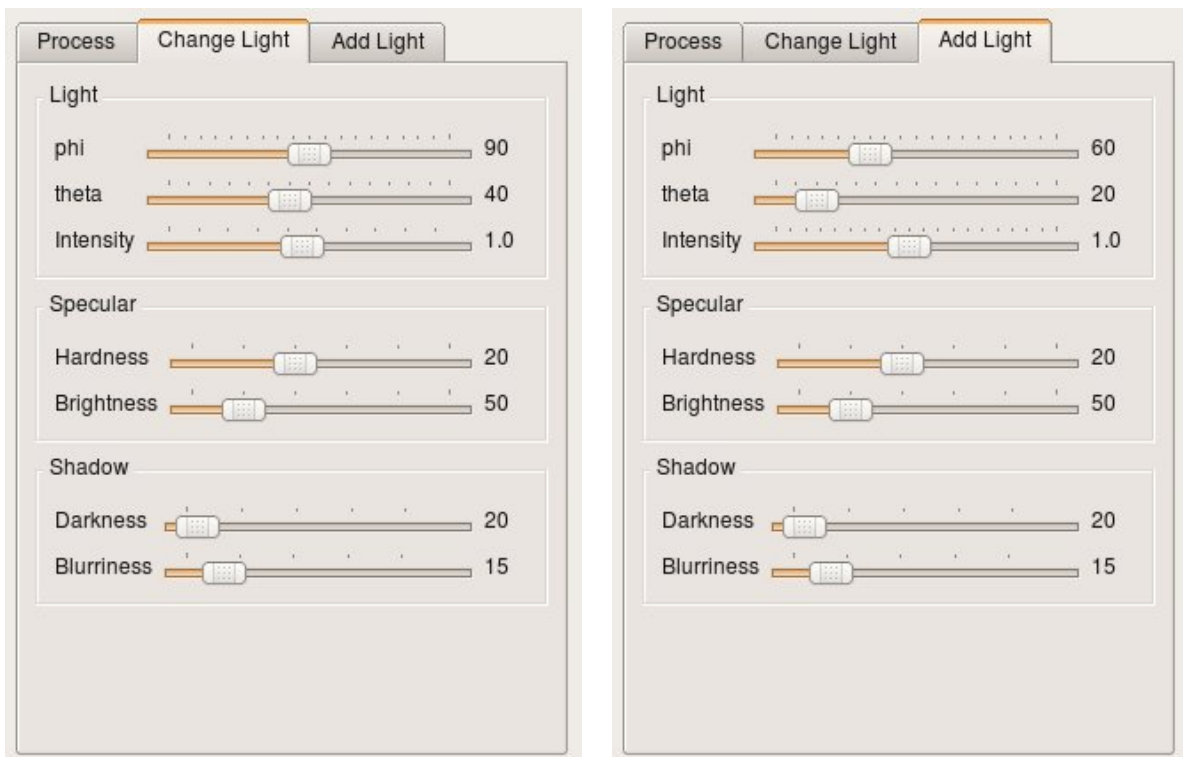 Process Change Light Add Light
Light
phi 90
theta 40
Intensity 1.0
Specular
Hardness 20
Brightness 50
Shadow
Darkness 20
Blurriness 15
Process Change Light Add Light
Light
phi 60
theta 20
Intensity 1.0
Specular
Hardness 20
Brightness 50
Shadow
Darkness 20
Blurriness 15